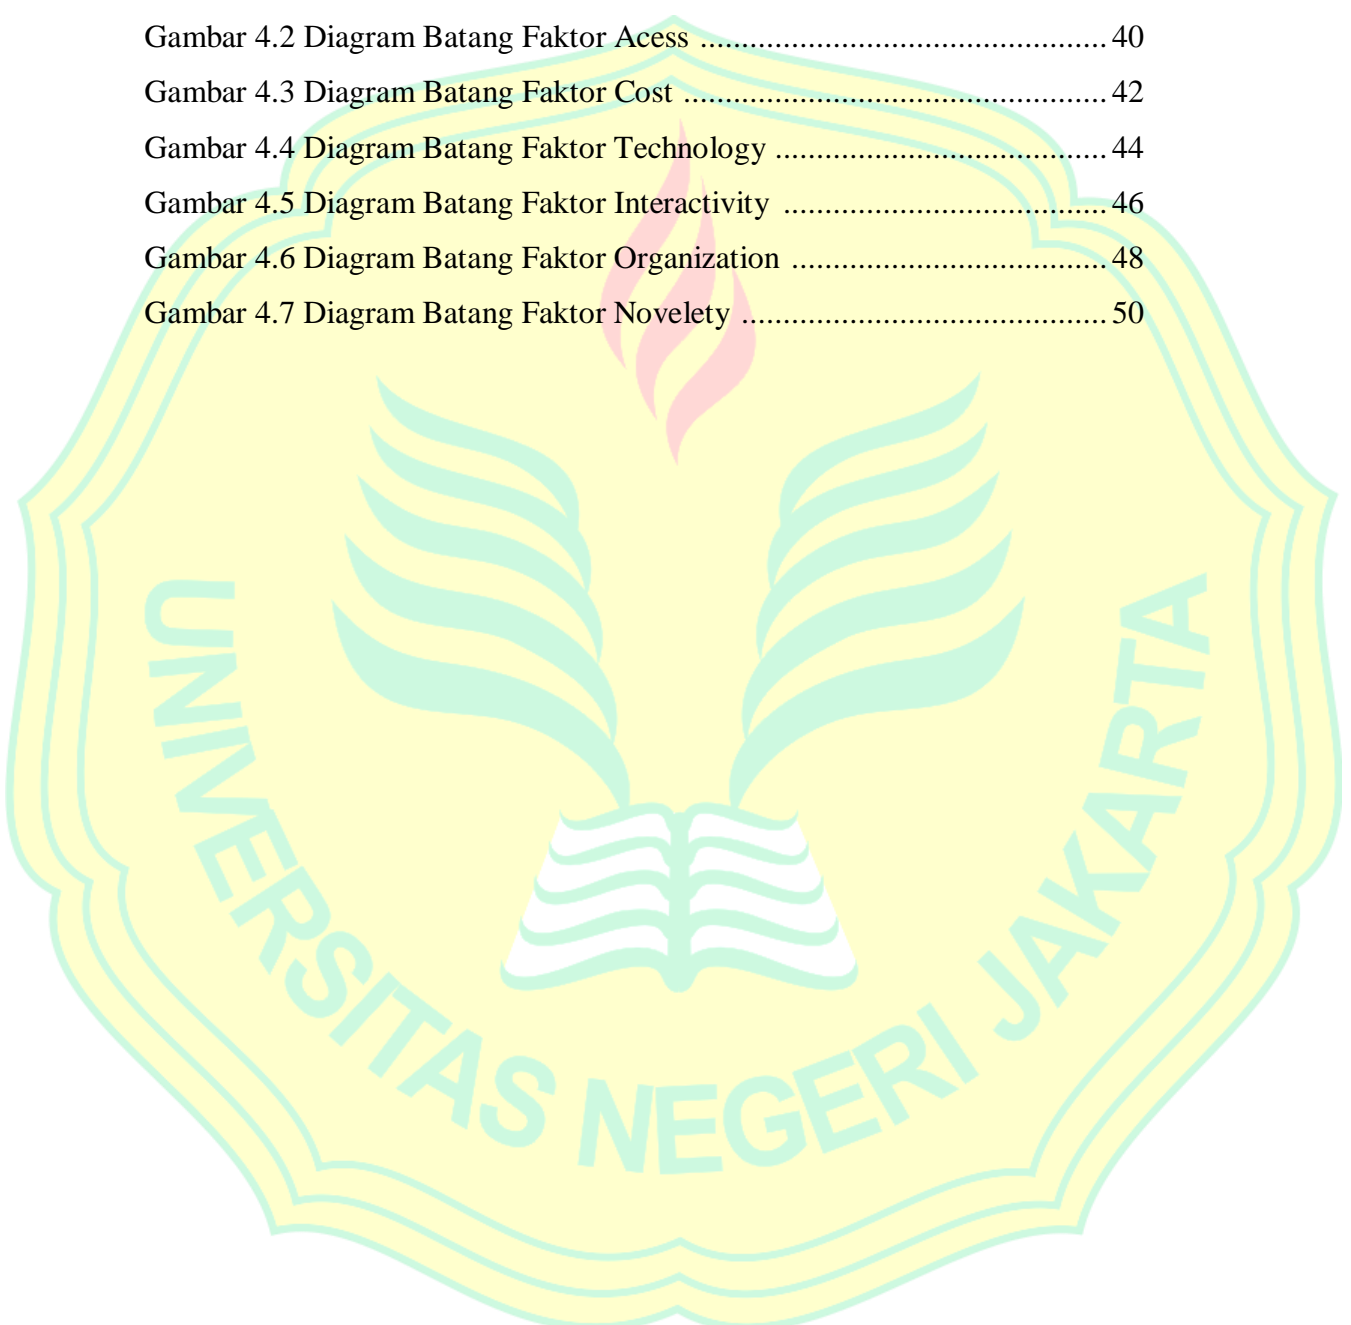 Gambar 4.2 Diagram Batang Faktor Acess ................................................. 40
Gambar 4.3 Diagram Batang Faktor Cost ................................................... 42
Gambar 4.4 Diagram Batang Faktor Technology ........................................ 44
Gambar 4.5 Diagram Batang Faktor Interactivity ....................................... 46
Gambar 4.6 Diagram Batang Faktor Organization ...................................... 48
Gambar 4.7 Diagram Batang Faktor Novelety ............................................ 50
UNIVERSITAS NEGERI JAKARTA